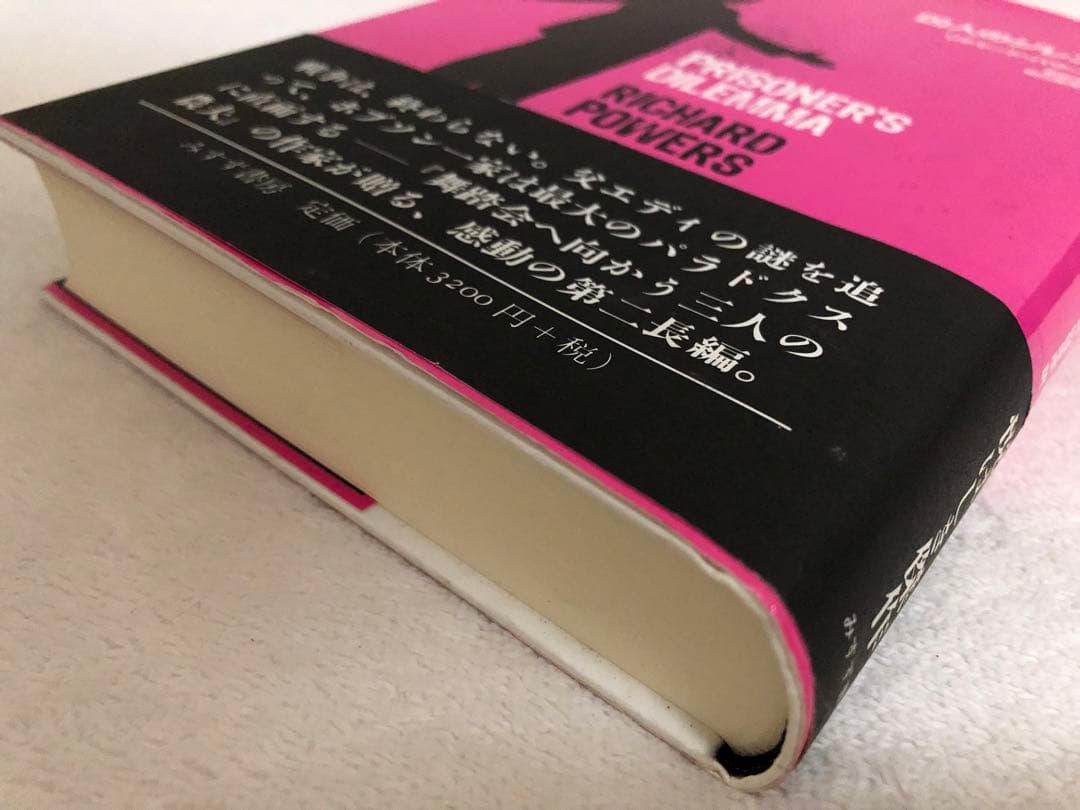 PRISONER'S
DILEMMA
RICHARD
POWERS
戦争は、終わらない。父エディの謎を追
って、ホブソン一家は最大のパラドクス
に直面する――『舞踏会へ向かう三人の
農夫』の作家が贈る、感動の第二長編。
みすず書房 定価（本体3200円＋税）
みすず